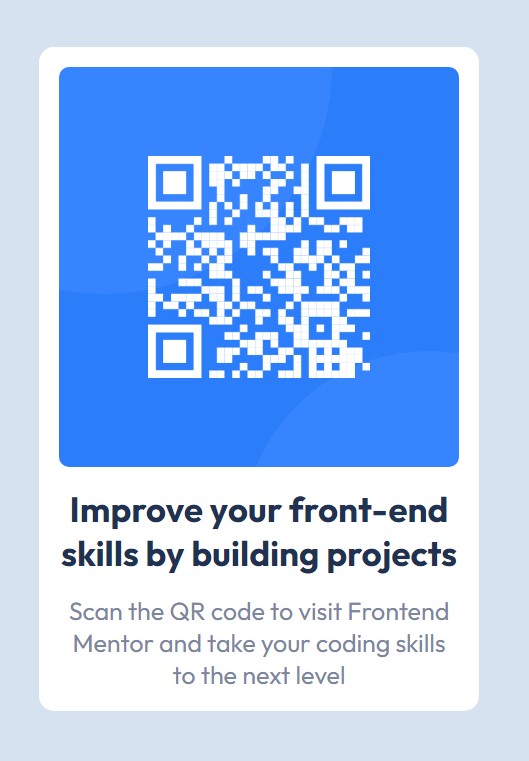 Improve your front-end
skills by building projects
Scan the QR code to visit Frontend
Mentor and take your coding skills
to the next level